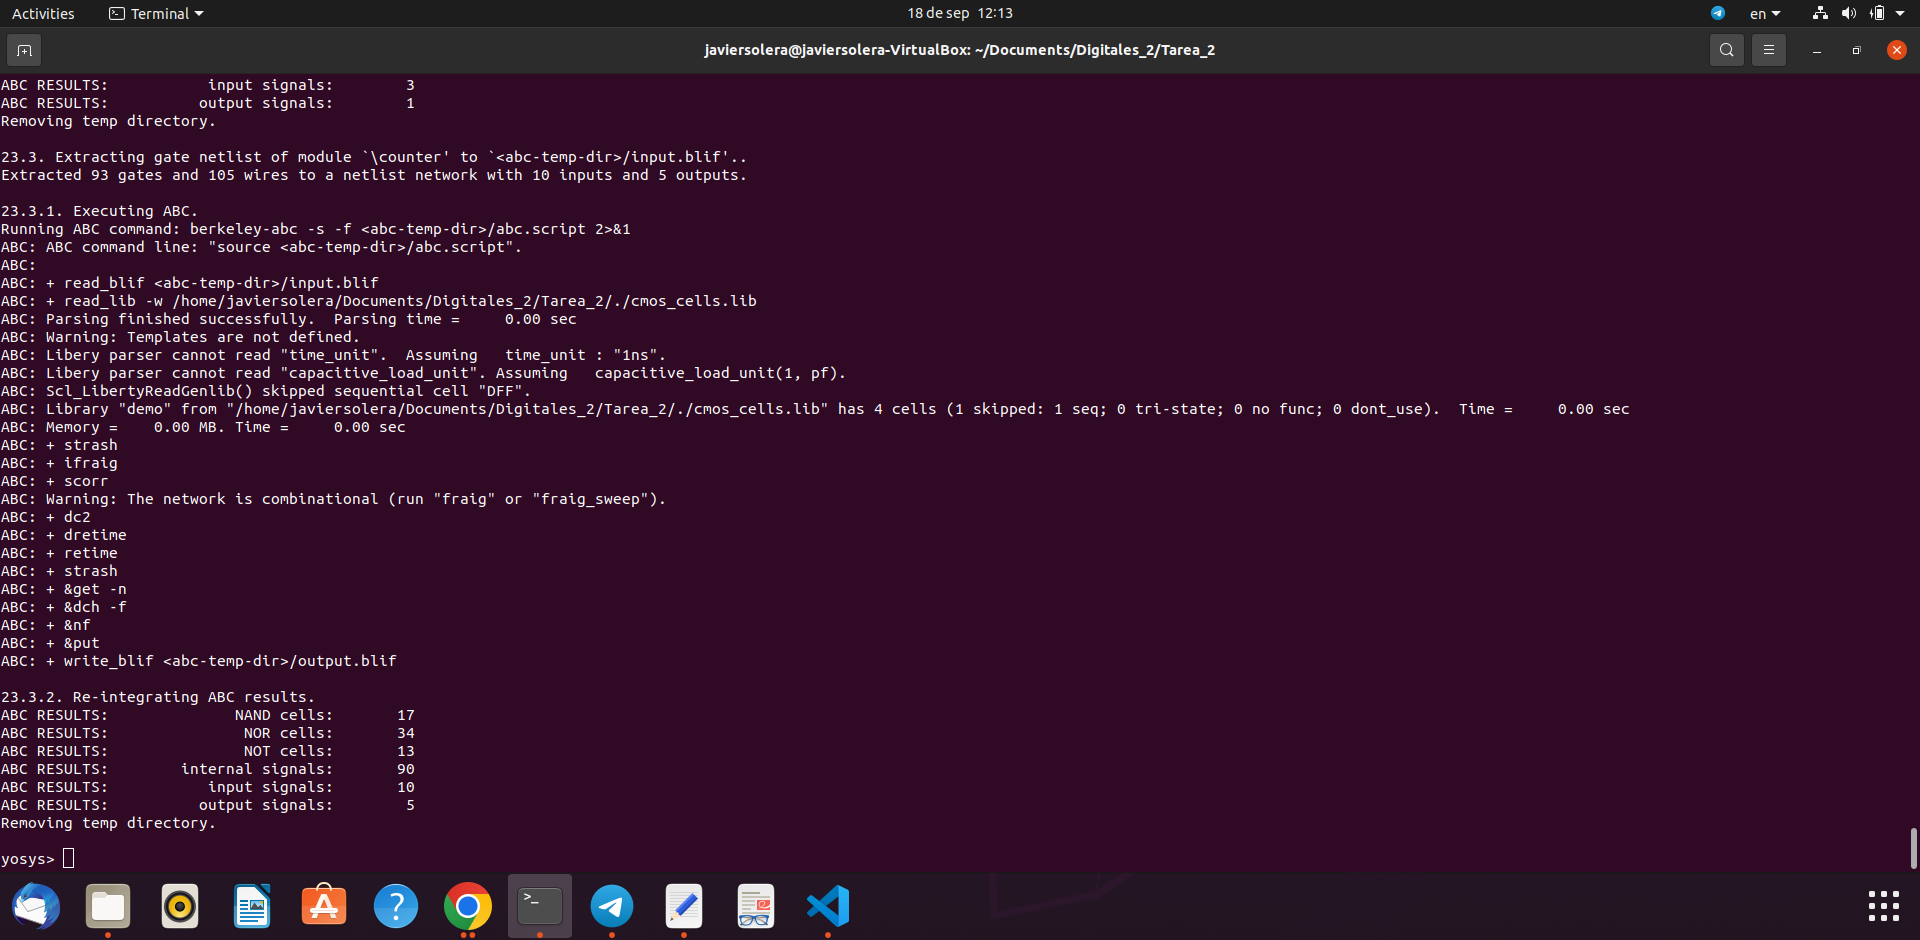 Activities
Terminal
18 de sep 12:13
en
javiersolera@javiersolera-VirtualBox: ~/Documents/Digitales_2/Tarea_2
ABC RESULTS:           input signals:        3
ABC RESULTS:          output signals:        1
Removing temp directory.
23.3. Extracting gate netlist of module `\counter' to `<abc-temp-dir>/input.blif'..
Extracted 93 gates and 105 wires to a netlist network with 10 inputs and 5 outputs.
23.3.1. Executing ABC.
Running ABC command: berkeley-abc -s -f <abc-temp-dir>/abc.script 2>&1
ABC: ABC command line: "source <abc-temp-dir>/abc.script".
ABC:
ABC: + read_blif <abc-temp-dir>/input.blif
ABC: + read_lib -w /home/javiersolera/Documents/Digitales_2/Tarea_2/./cmos_cells.lib
ABC: Parsing finished successfully.  Parsing time =     0.00 sec
ABC: Warning: Templates are not defined.
ABC: Libery parser cannot read "time_unit".  Assuming   time_unit : "1ns".
ABC: Libery parser cannot read "capacitive_load_unit". Assuming   capacitive_load_unit(1, pf).
ABC: Scl_LibertyReadGenlib() skipped sequential cell "DFF".
ABC: Library "demo" from "/home/javiersolera/Documents/Digitales_2/Tarea_2/./cmos_cells.lib" has 4 cells (1 skipped: 1 seq; 0 tri-state; 0 no func; 0 dont_use).  Time =     0.00 sec
ABC: Memory =    0.00 MB. Time =     0.00 sec
ABC: + strash
ABC: + ifraig
ABC: + scorr
ABC: Warning: The network is combinational (run "fraig" or "fraig_sweep").
ABC: + dc2
ABC: + dretime
ABC: + retime
ABC: + strash
ABC: + &get -n
ABC: + &dch -f
ABC: + &nf
ABC: + &put
ABC: + write_blif <abc-temp-dir>/output.blif
23.3.2. Re-integrating ABC results.
ABC RESULTS:              NAND cells:       17
ABC RESULTS:               NOR cells:       34
ABC RESULTS:               NOT cells:       13
ABC RESULTS:        internal signals:       90
ABC RESULTS:           input signals:       10
ABC RESULTS:          output signals:        5
Removing temp directory.
yosys>